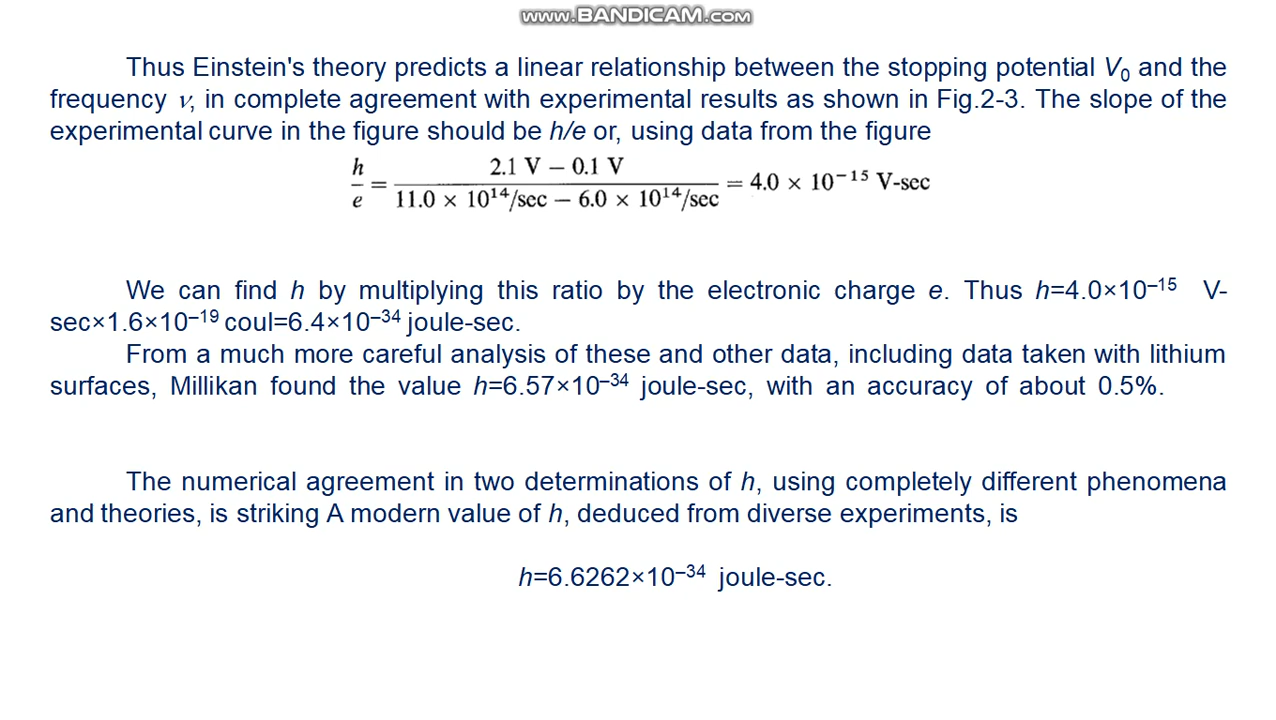 www.BANDICAM.com
Thus Einstein's theory predicts a linear relationship between the stopping potential V₀ and the
frequency ν, in complete agreement with experimental results as shown in Fig.2-3. The slope of the
experimental curve in the figure should be h/e or, using data from the figure
h/e = (2.1 V − 0.1 V)/(11.0 × 10¹⁴/sec − 6.0 × 10¹⁴/sec) = 4.0 × 10⁻¹⁵ V-sec
We can find h by multiplying this ratio by the electronic charge e. Thus h=4.0×10⁻¹⁵ V-
sec×1.6×10⁻¹⁹ coul=6.4×10⁻³⁴ joule-sec.
From a much more careful analysis of these and other data, including data taken with lithium
surfaces, Millikan found the value h=6.57×10⁻³⁴ joule-sec, with an accuracy of about 0.5%.
The numerical agreement in two determinations of h, using completely different phenomena
and theories, is striking A modern value of h, deduced from diverse experiments, is
h=6.6262×10⁻³⁴ joule-sec.